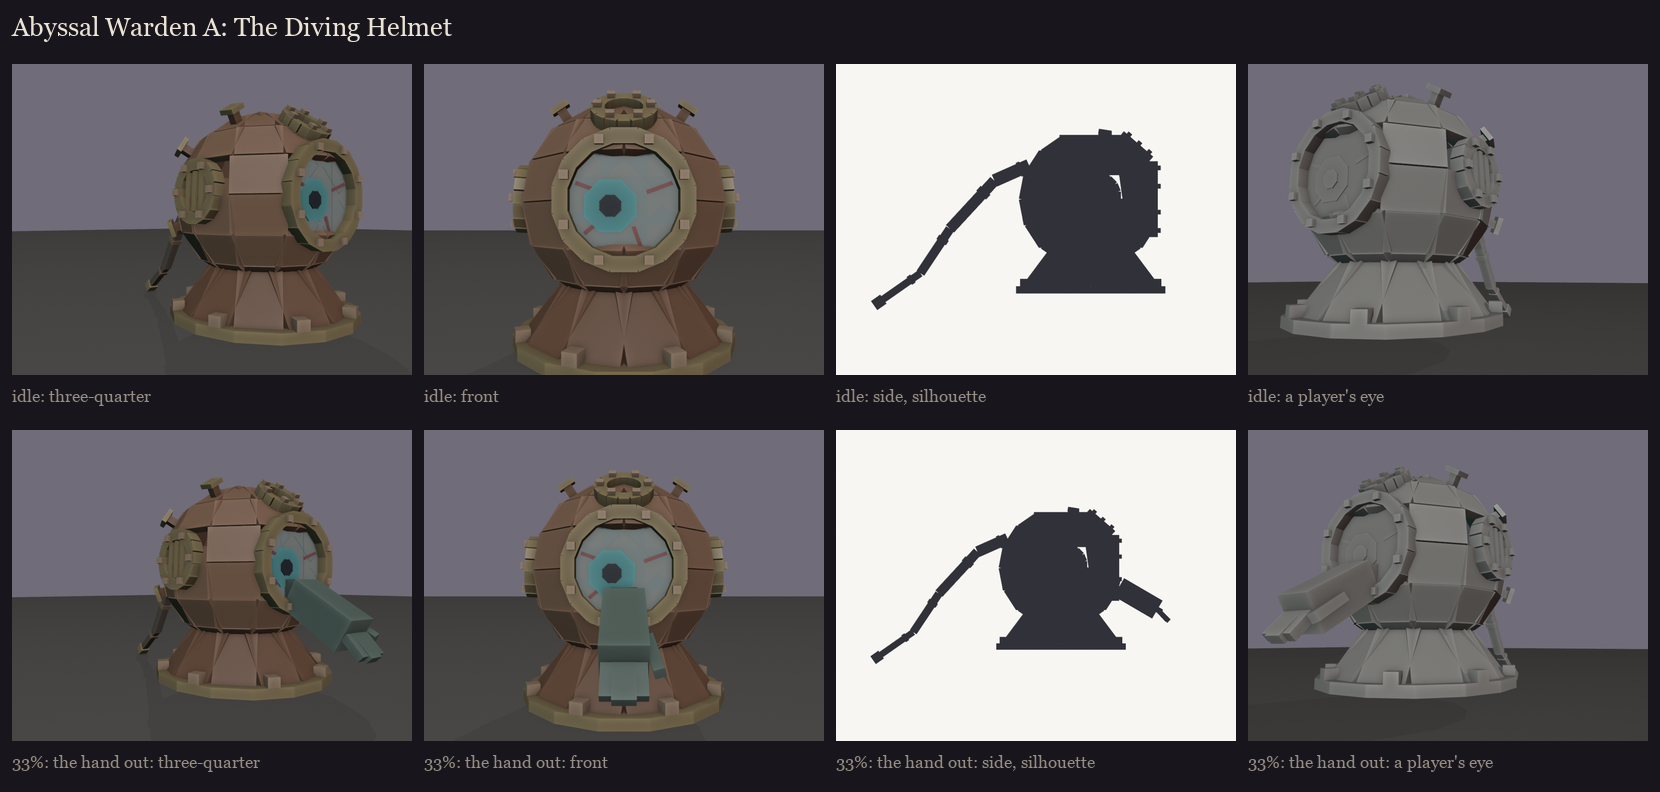 Abyssal Warden A: The Diving Helmet
idle: three-quarter
idle: front
idle: side, silhouette
idle: a player's eye
33%: the hand out: three-quarter
33%: the hand out: front
33%: the hand out: side, silhouette
33%: the hand out: a player's eye